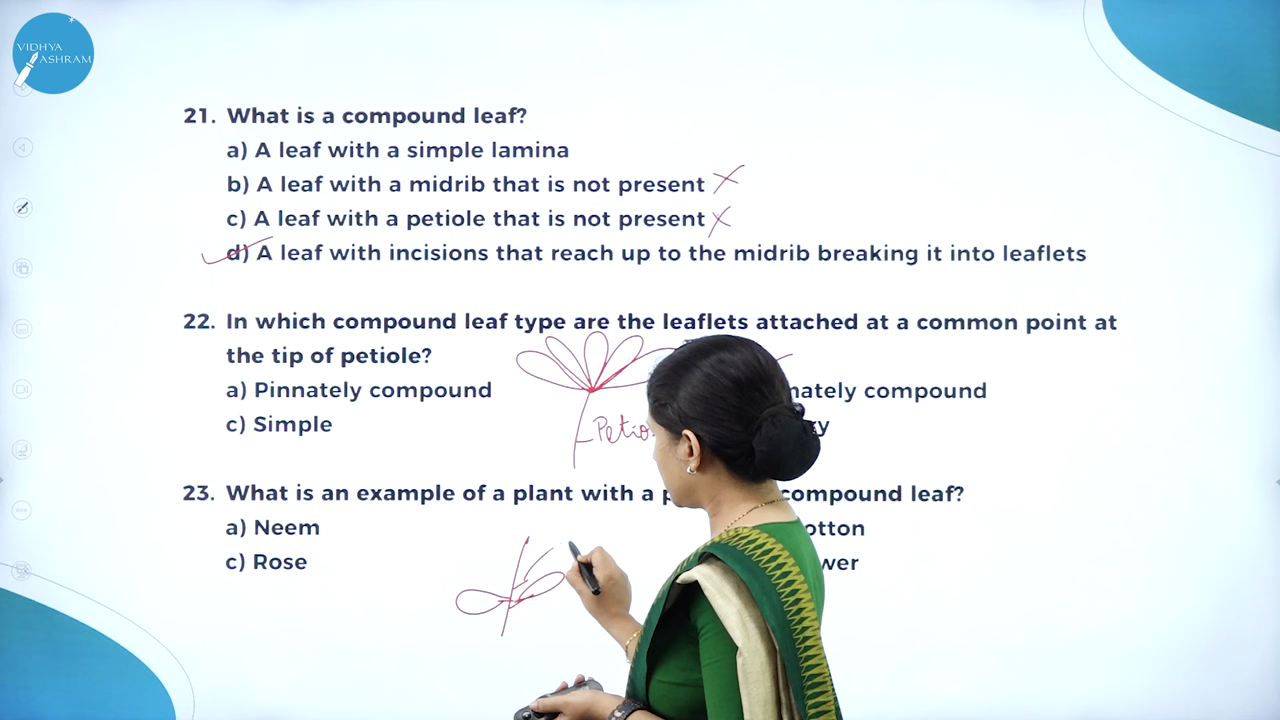 VIDHYA
ASHRAM
21. What is a compound leaf?
a) A leaf with a simple lamina
b) A leaf with a midrib that is not present
c) A leaf with a petiole that is not present
d) A leaf with incisions that reach up to the midrib breaking it into leaflets
22. In which compound leaf type are the leaflets attached at a common point at
the tip of petiole?
a) Pinnately compound
nately compound
c) Simple
Petio
23. What is an example of a plant with a p compound leaf?
a) Neem
otton
c) Rose
wer